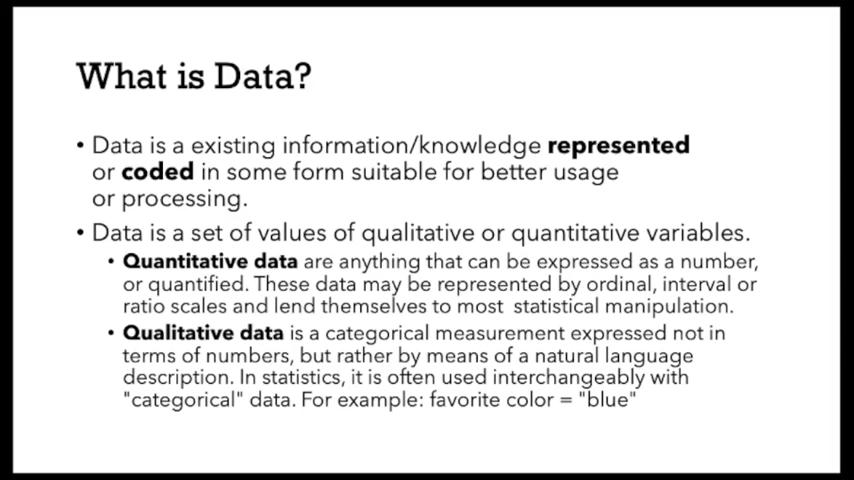 What is Data?
• Data is a existing information/knowledge represented
or coded in some form suitable for better usage
or processing.
• Data is a set of values of qualitative or quantitative variables.
• Quantitative data are anything that can be expressed as a number,
or quantified. These data may be represented by ordinal, interval or
ratio scales and lend themselves to most statistical manipulation.
• Qualitative data is a categorical measurement expressed not in
terms of numbers, but rather by means of a natural language
description. In statistics, it is often used interchangeably with
"categorical" data. For example: favorite color = "blue"